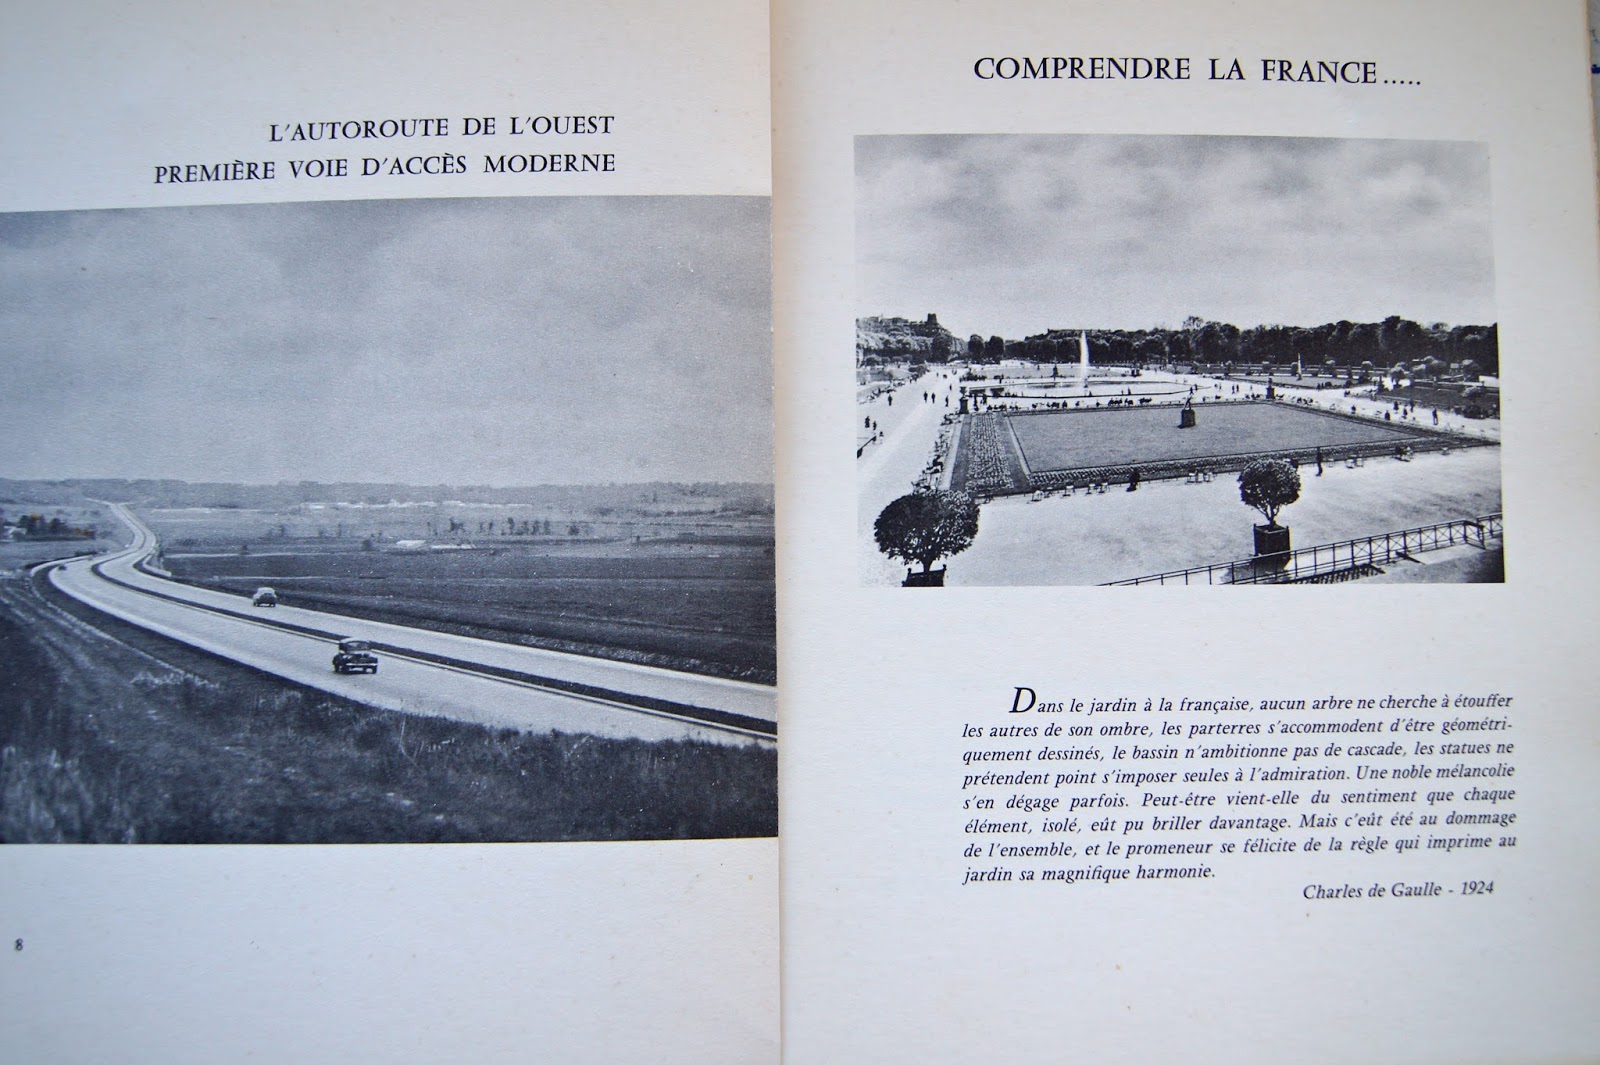 L'AUTOROUTE DE L'OUEST
PREMIÈRE VOIE D'ACCÈS MODERNE
8
COMPRENDRE LA FRANCE.....
Dans le jardin à la française, aucun arbre ne cherche à étouffer
les autres de son ombre, les parterres s'accommodent d'être géométri-
quement dessinés, le bassin n'ambitionne pas de cascade, les statues ne
prétendent point s'imposer seules à l'admiration. Une noble mélancolie
s'en dégage parfois. Peut-être vient-elle du sentiment que chaque
élément, isolé, eût pu briller davantage. Mais c'eût été au dommage
de l'ensemble, et le promeneur se félicite de la règle qui imprime au
jardin sa magnifique harmonie.
Charles de Gaulle - 1924